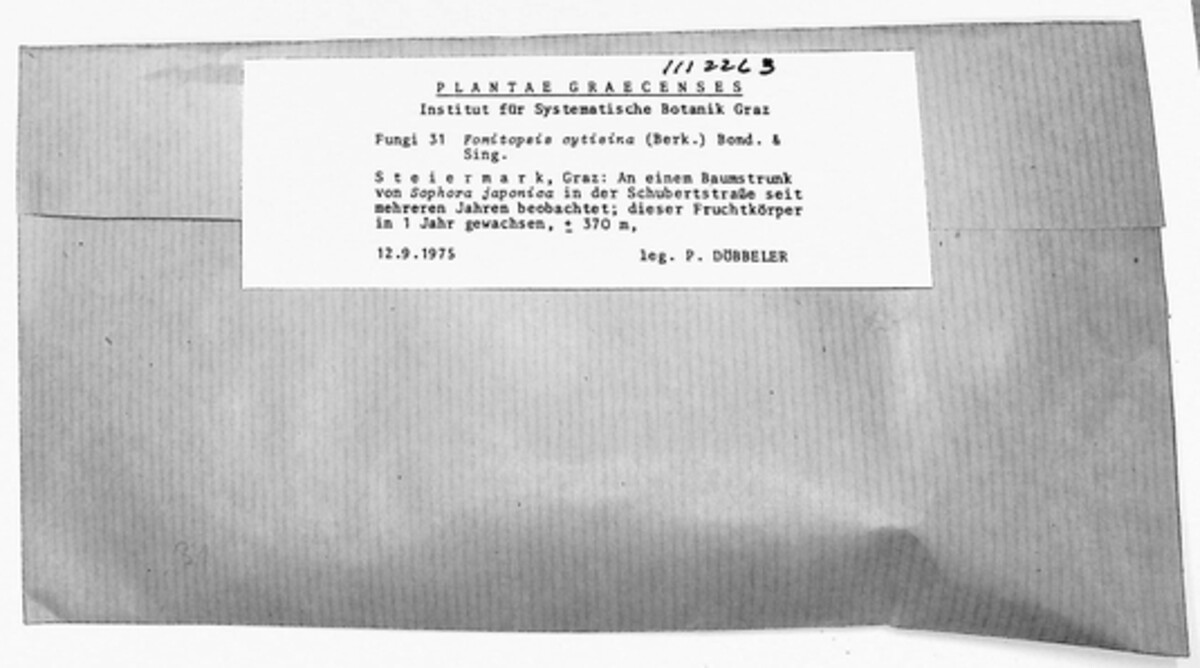 1112263
PLANTAE GRAECENSES
Institut für Systematische Botanik Graz
Fungi 31 Fomitopsis cytisina (Berk.) Bond. &
Sing.
Steiermark, Graz: An einem Baumstrunk
von Sophora japonica in der Schubertstraße seit
mehreren Jahren beobachtet; dieser Fruchtkörper
in 1 Jahr gewachsen, ± 370 m,
12.9.1975 leg. P. DÖBBELER
31